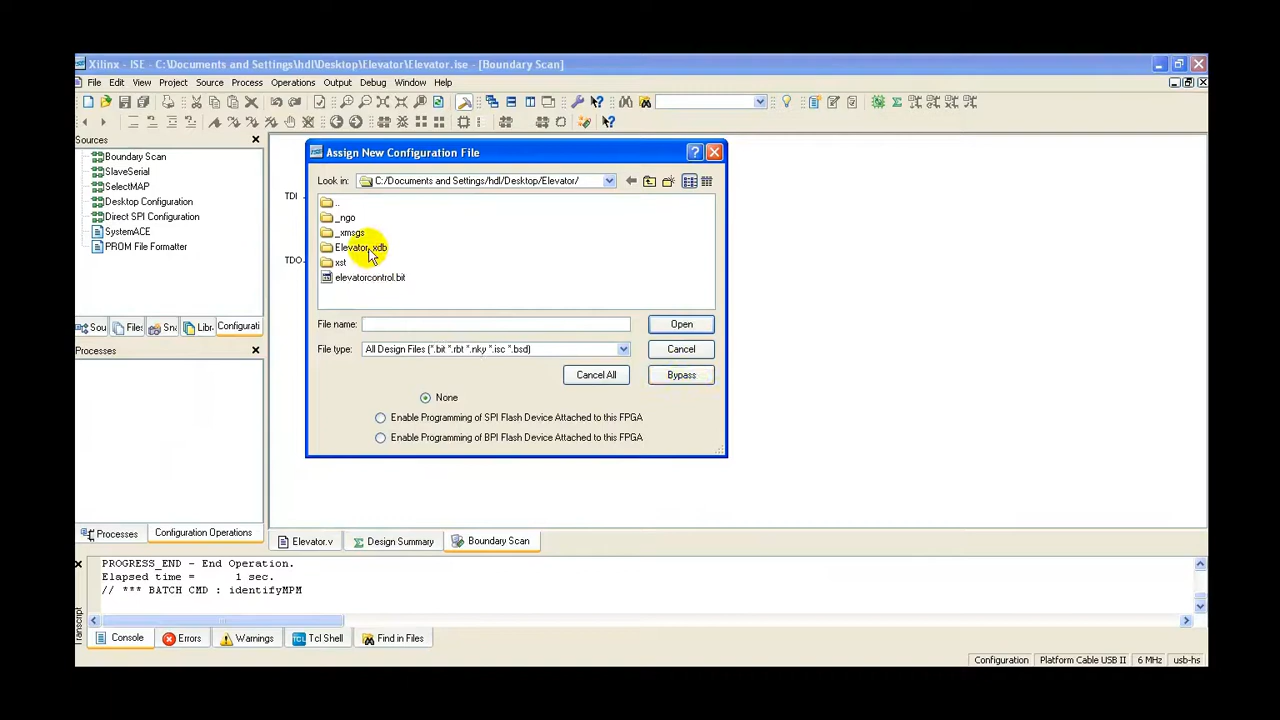 Xilinx - ISE - C:\Documents and Settings\hdl\Desktop\Elevator\Elevator.ise - [Boundary Scan]
File Edit View Project Source Process Operations Output Debug Window Help
Sources
Boundary Scan
SlaveSerial
SelectMAP
Desktop Configuration
Direct SPI Configuration
SystemACE
PROM File Formatter
Sou Files Sna Libr Configurati
Processes
Processes Configuration Operations
TDI
TDO
Assign New Configuration File
Look in: C:/Documents and Settings/hdl/Desktop/Elevator/
..
_ngo
_xmsgs
Elevator_xdb
xst
elevatorcontrol.bit
File name: Open
File type: All Design Files (*.bit *.rbt *.nky *.isc *.bsd) Cancel
Cancel All Bypass
None
Enable Programming of SPI Flash Device Attached to this FPGA
Enable Programming of BPI Flash Device Attached to this FPGA
Elevator.v Design Summary Boundary Scan
PROGRESS_END - End Operation.
Elapsed time = 1 sec.
// *** BATCH CMD : identifyMPM
Transcript
Console Errors Warnings Tcl Shell Find in Files
Configuration Platform Cable USB II 6 MHz usb-hs